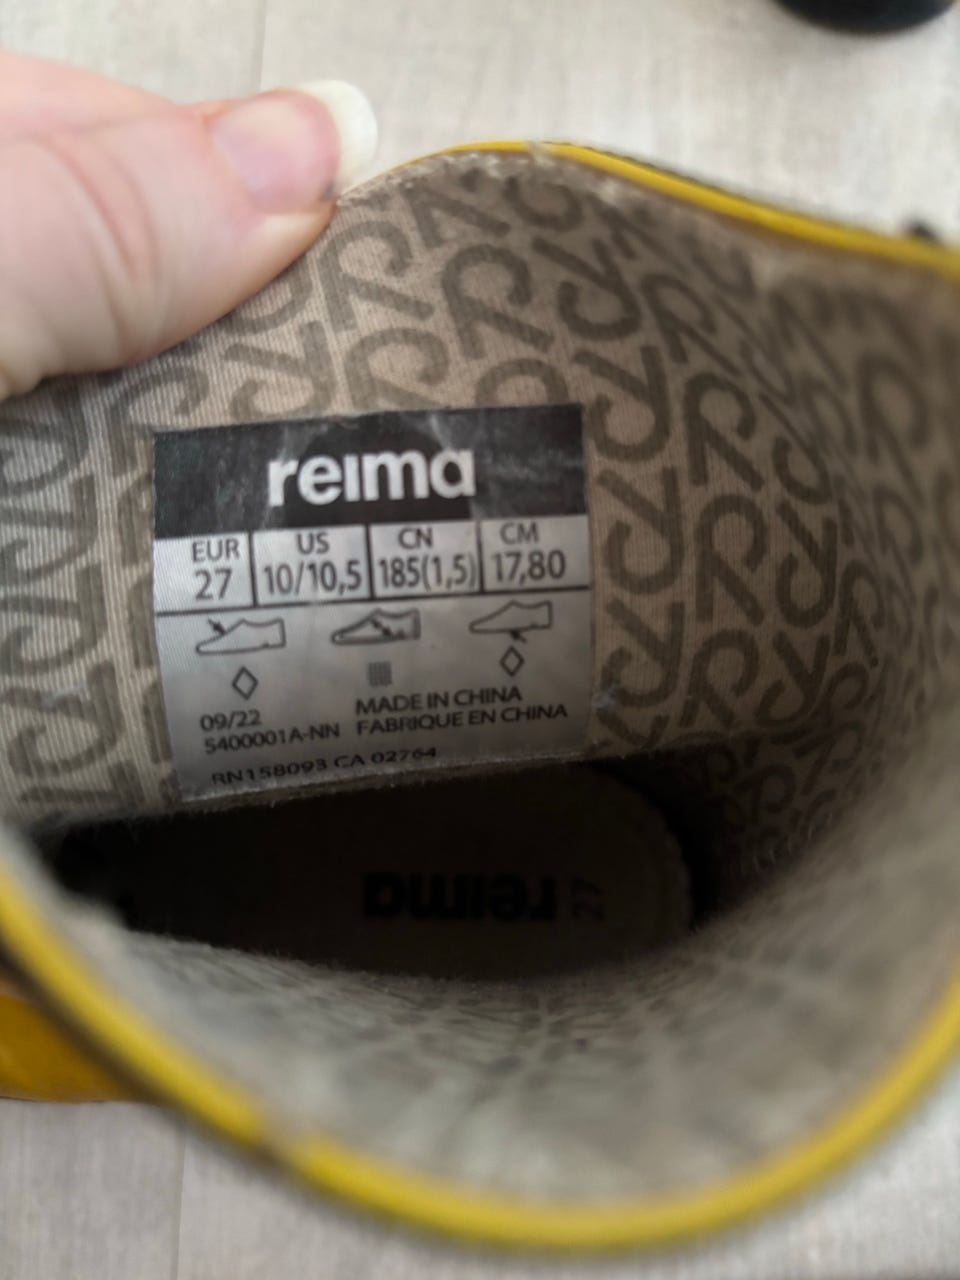 reima
EUR US CN CM
27 10/10,5 185(1,5) 17,80
09/22
5400001A-NN
MADE IN CHINA
FABRIQUE EN CHINA
RN158093 CA 02764
reima 27